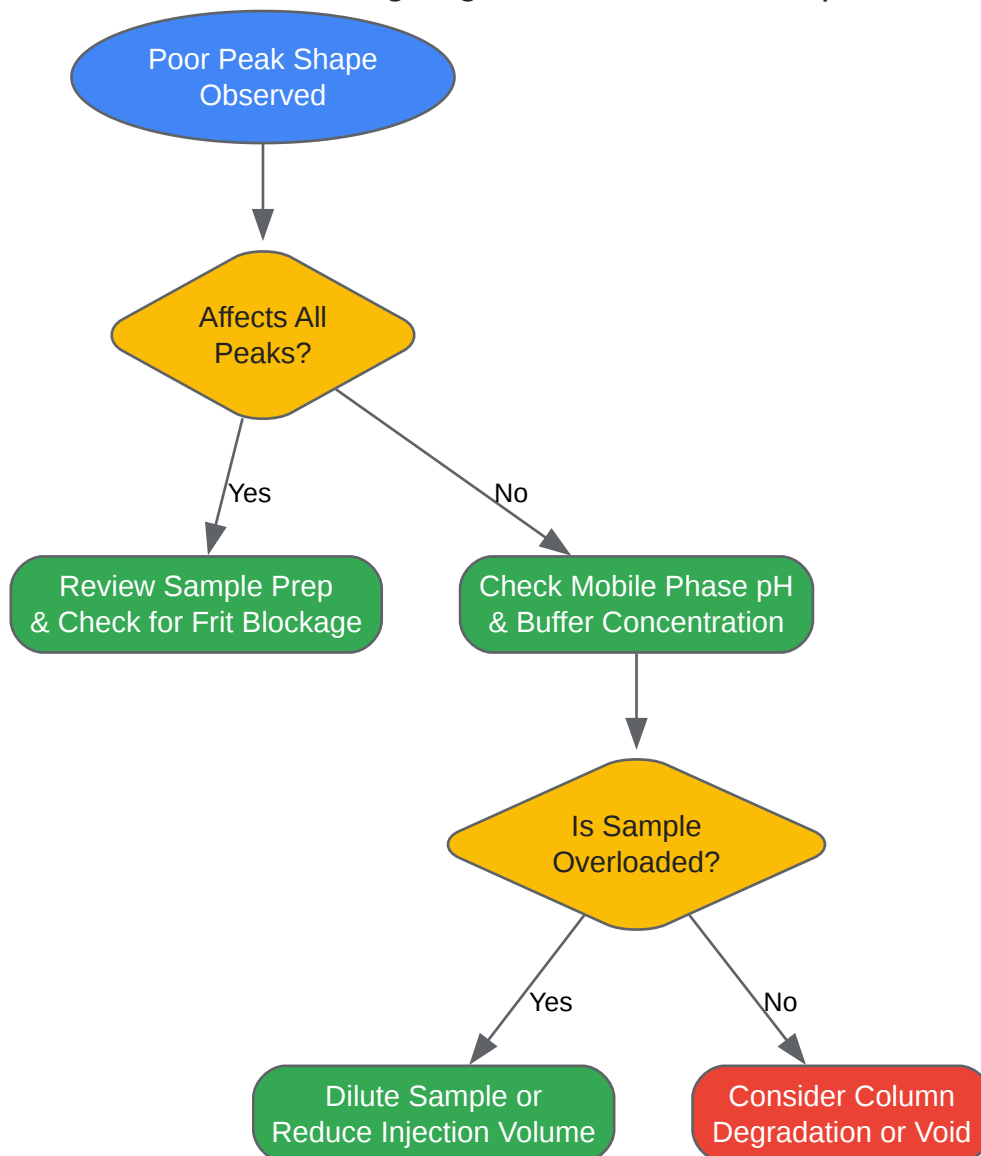 Poor Peak Shape
Observed
Affects All
Peaks?
Yes
No
Review Sample Prep
& Check for Frit Blockage
Check Mobile Phase pH
& Buffer Concentration
Is Sample
Overloaded?
Yes
No
Dilute Sample or
Reduce Injection Volume
Consider Column
Degradation or Void